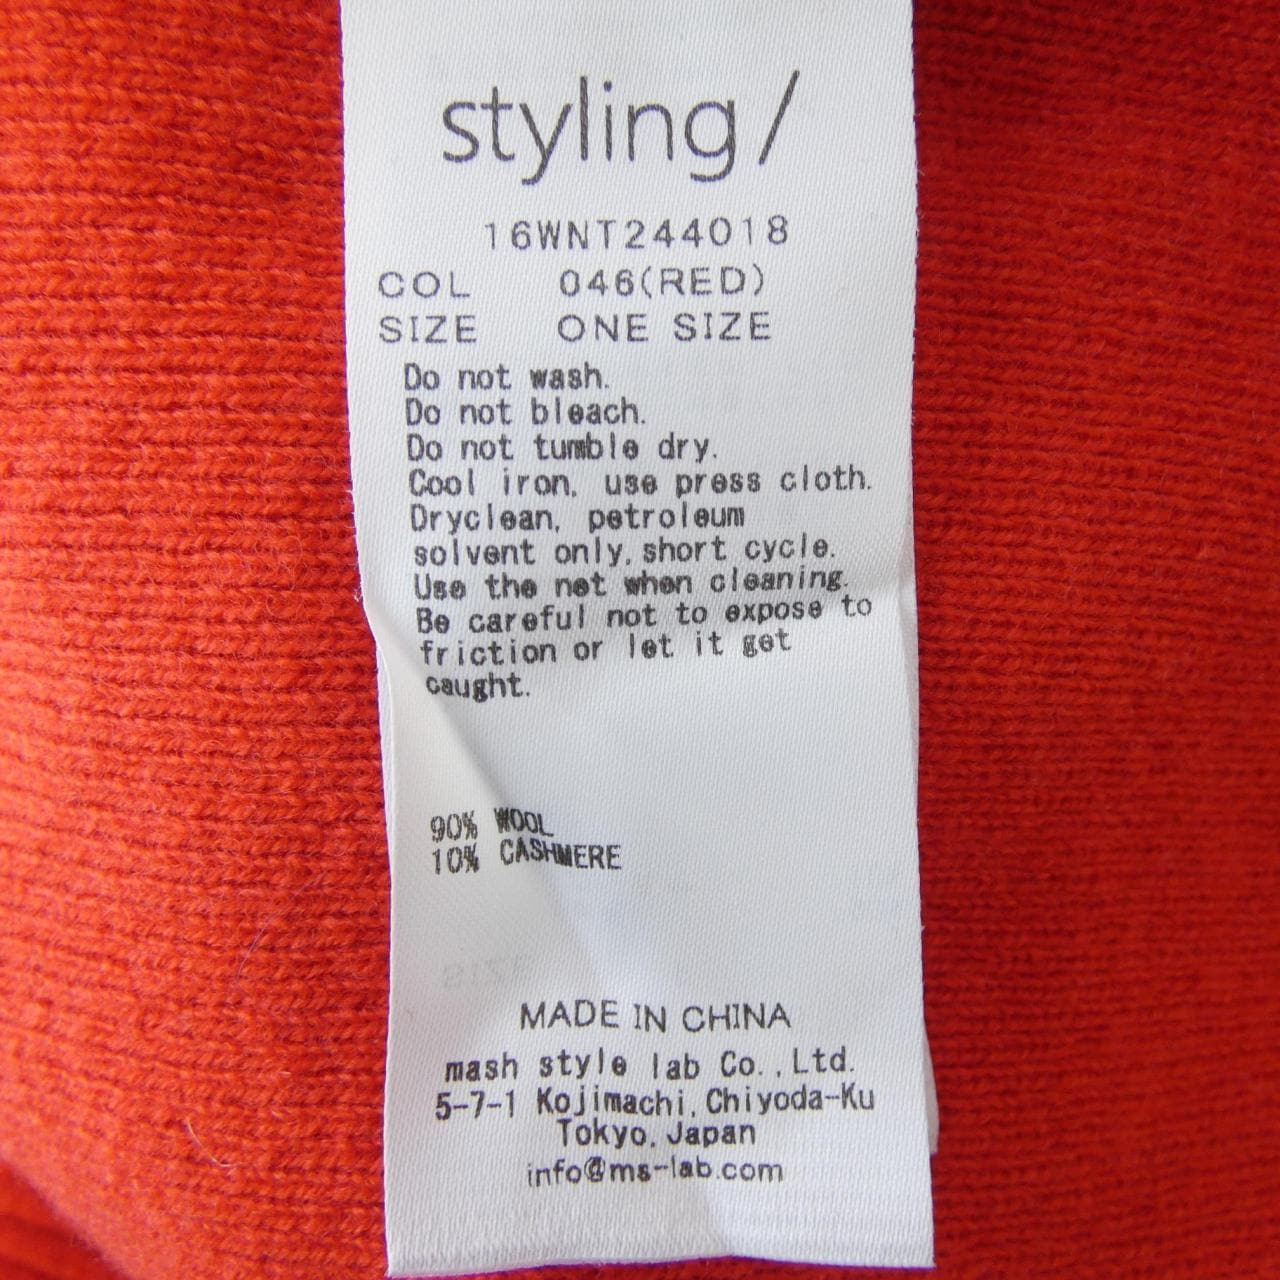 styling/
16WNT244018
COL 046(RED)
SIZE ONE SIZE
Do not wash.
Do not bleach.
Do not tumble dry.
Cool iron, use press cloth.
Dryclean, petroleum
solvent only, short cycle.
Use the net when cleaning.
Be careful not to expose to
friction or let it get
caught.
90% WOOL
10% CASHMERE
SIZE
MADE IN CHINA
mash style lab Co., Ltd.
5-7-1 Kojimachi, Chiyoda-Ku
Tokyo, Japan
info@ms-lab.com